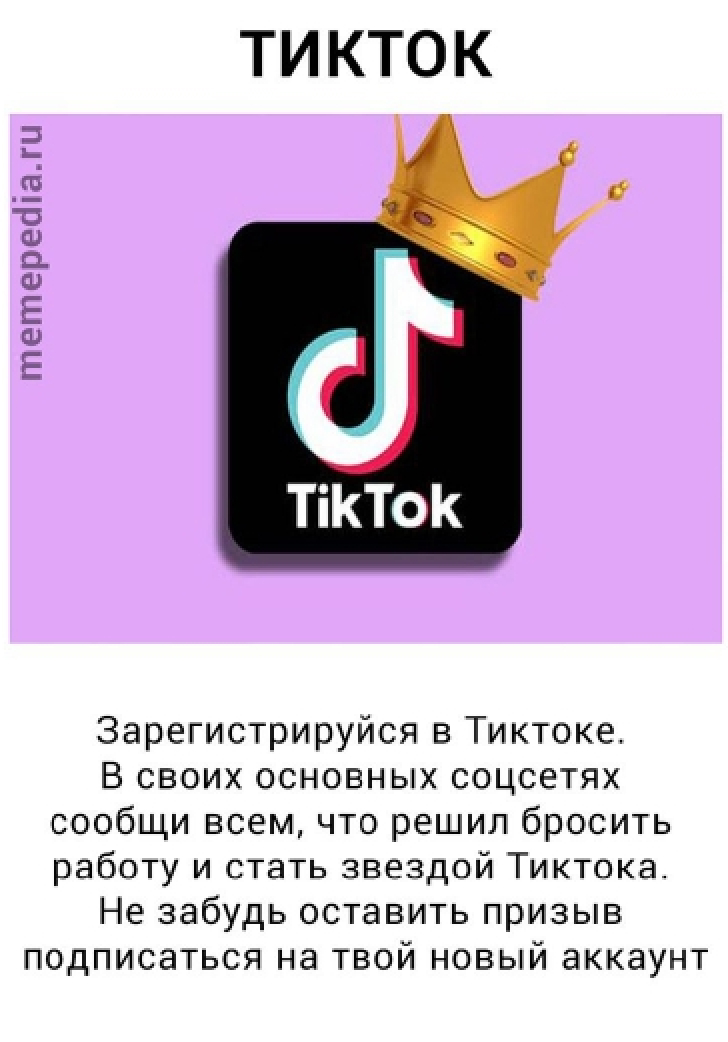 ТИКТОК
memepedia.ru
TikTok
Зарегистрируйся в Тиктоке.
В своих основных соцсетях
сообщи всем, что решил бросить
работу и стать звездой Тиктока.
Не забудь оставить призыв
подписаться на твой новый аккаунт